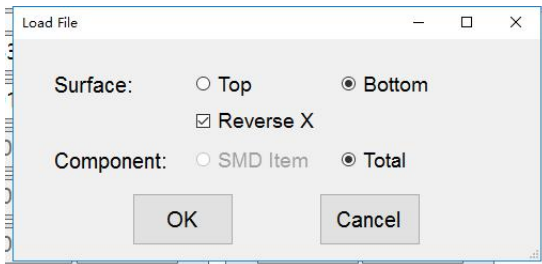 Load File
Surface: Top Bottom
Reverse X
Component: SMD Item Total
OK Cancel